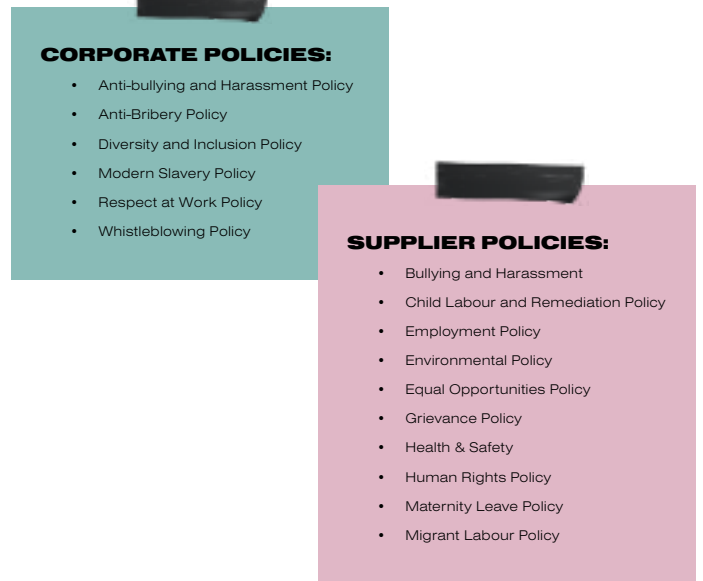 CORPORATE POLICIES:
• Anti-bullying and Harassment Policy
• Anti-Bribery Policy
• Diversity and Inclusion Policy
• Modern Slavery Policy
• Respect at Work Policy
• Whistleblowing Policy
SUPPLIER POLICIES:
• Bullying and Harassment
• Child Labour and Remediation Policy
• Employment Policy
• Environmental Policy
• Equal Opportunities Policy
• Grievance Policy
• Health & Safety
• Human Rights Policy
• Maternity Leave Policy
• Migrant Labour Policy